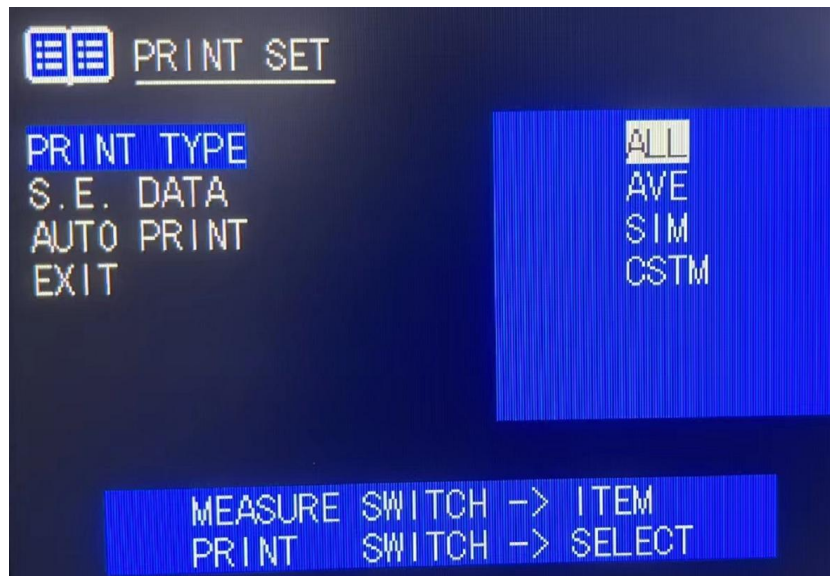 PRINT SET
PRINT TYPE
S.E. DATA
AUTO PRINT
EXIT
ALL
AVE
SIM
CSTM
MEASURE SWITCH -> ITEM
PRINT SWITCH -> SELECT